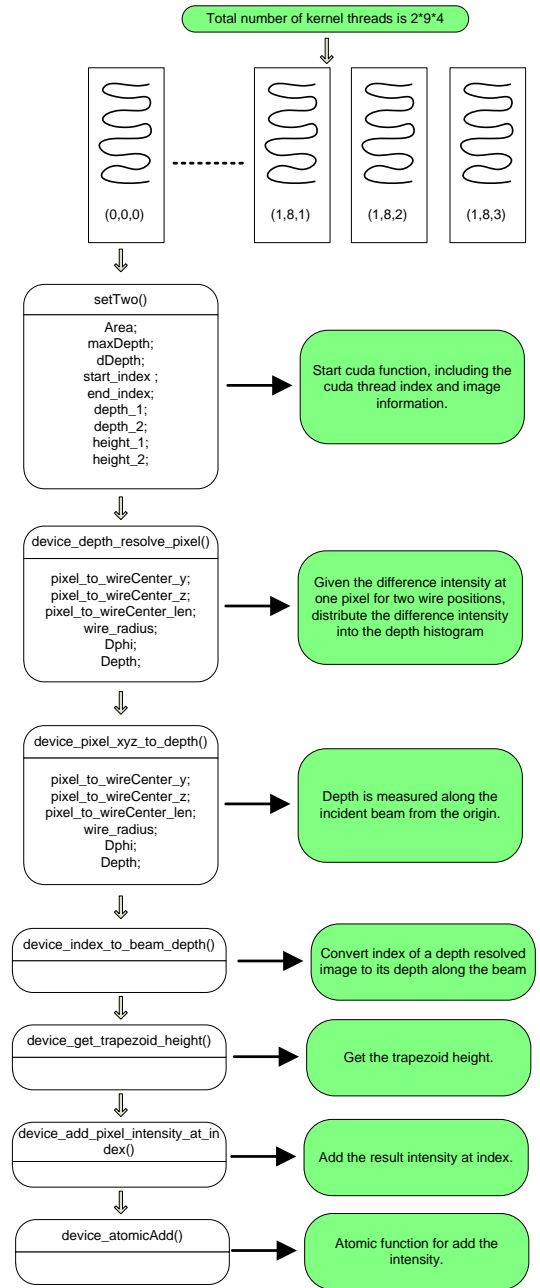 Total number of kernel threads is 2*9*4
(0,0,0)
(1,8,1)
(1,8,2)
(1,8,3)
setTwo()
Area;
maxDepth;
dDepth;
start_index ;
end_index;
depth_1;
depth_2;
height_1;
height_2;
Start cuda function, including the
cuda thread index and image
information.
device_depth_resolve_pixel()
pixel_to_wireCenter_y;
pixel_to_wireCenter_z;
pixel_to_wireCenter_len;
wire_radius;
Dphi;
Depth;
Given the difference intensity at
one pixel for two wire positions,
distribute the difference intensity
into the depth histogram
device_pixel_xyz_to_depth()
pixel_to_wireCenter_y;
pixel_to_wireCenter_z;
pixel_to_wireCenter_len;
wire_radius;
Dphi;
Depth;
Depth is measured along the
incident beam from the origin.
device_index_to_beam_depth()
Convert index of a depth resolved
image to its depth along the beam
device_get_trapezoid_height()
Get the trapezoid height.
device_add_pixel_intensity_at_in
dex()
Add the result intensity at index.
device_atomicAdd()
Atomic function for add the
intensity.